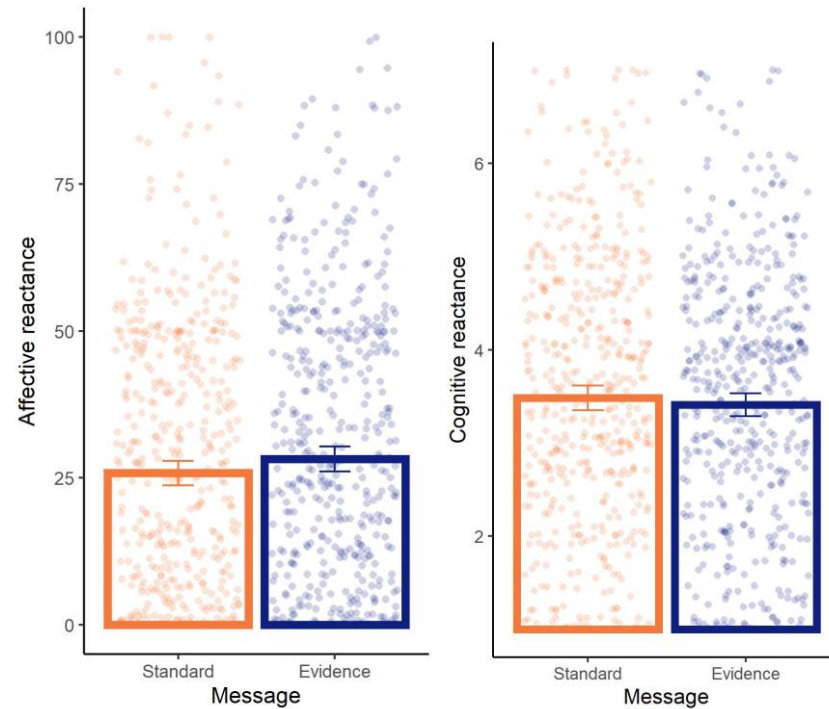 Affective reactance
100
75
50
25
0
Standard
Evidence
Message
Cognitive reactance
6
4
2
Standard
Evidence
Message